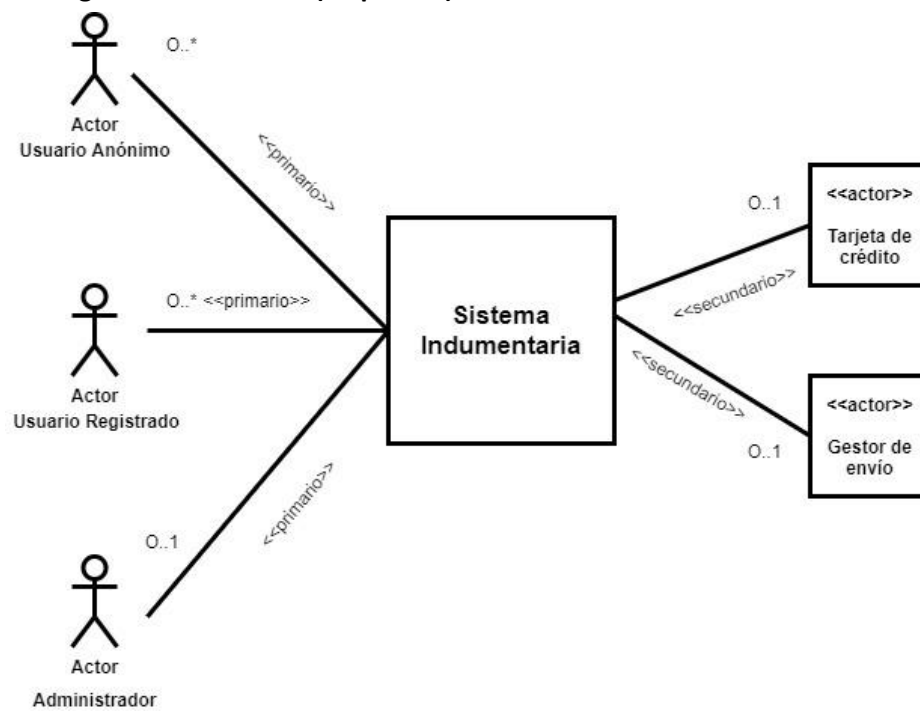 O..*
Actor
Usuario Anónimo
<<primario>>
O..* <<primario>>
Actor
Usuario Registrado
O..1
<<primario>>
Actor
Administrador
Sistema
Indumentaria
O..1
<<secundario>>
<<actor>>
Tarjeta de
crédito
<<secundario>>
O..1
<<actor>>
Gestor de
envío